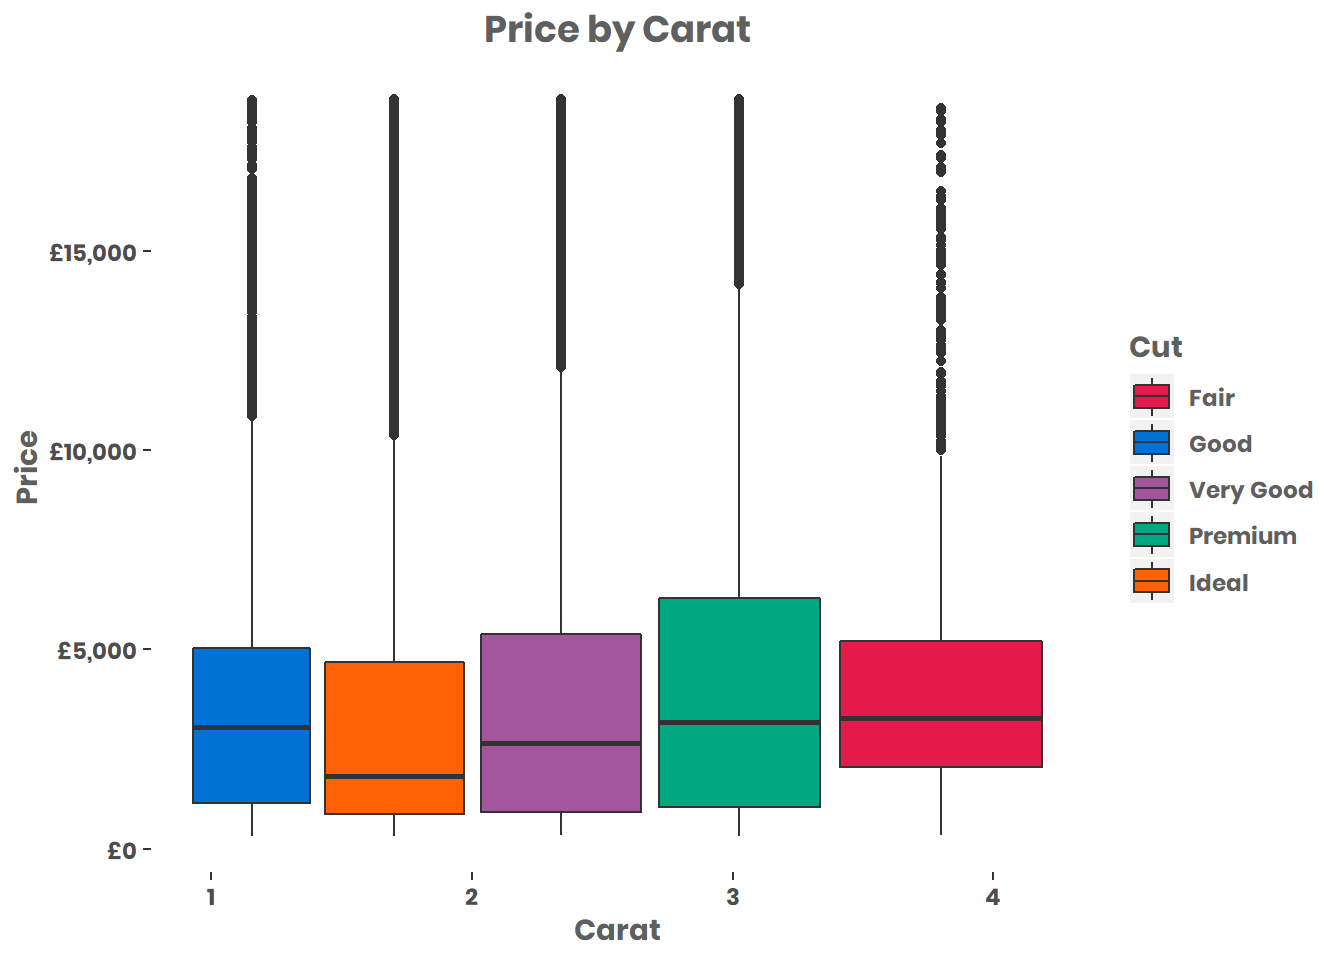 Price by Carat
£15,000
£10,000
£5,000
£0
Price
1
2
3
4
Carat
Cut
Fair
Good
Very Good
Premium
Ideal